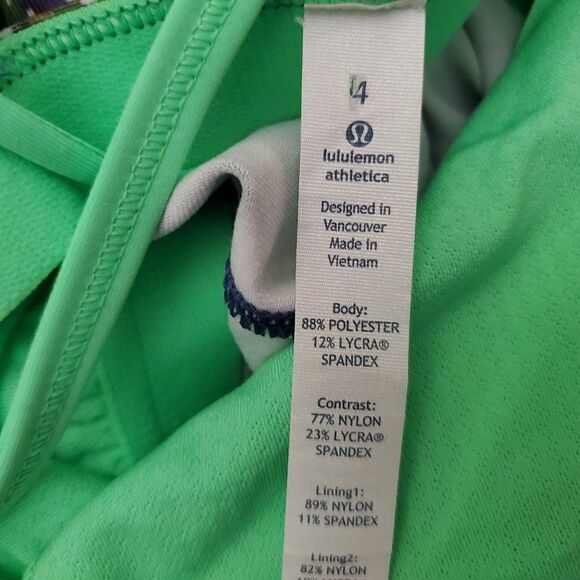 4
lululemon
athletica
Designed in
Vancouver
Made in
Vietnam
Body:
88% POLYESTER
12% LYCRA®
SPANDEX
Contrast:
77% NYLON
23% LYCRA®
SPANDEX
Lining1:
89% NYLON
11% SPANDEX
Lining2:
82% NYLON